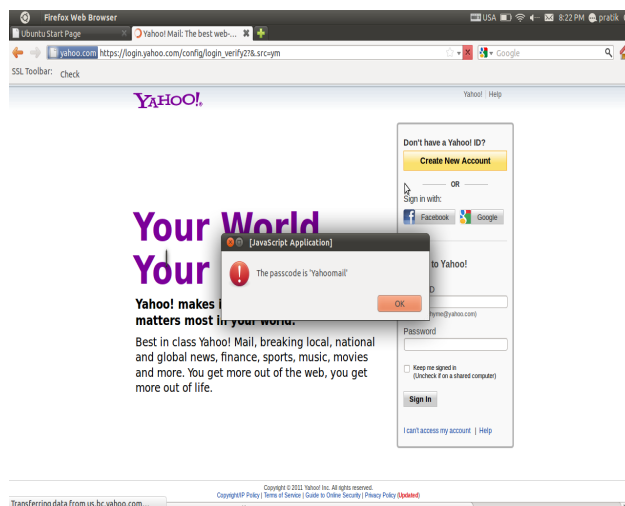 Firefox Web Browser
USA
8:22 PM
pratik
Ubuntu Start Page
Yahoo! Mail: The best web-...
yahoo.com https://login.yahoo.com/config/login_verify2?&.src=ym
Google
SSL Toolbar: Check
YAHOO!
Yahoo! | Help
Don't have a Yahoo! ID?
Create New Account
OR
Sign in with:
Facebook
Google
Your World
Your
[JavaScript Application]
The passcode is 'Yahoomail'
OK
to Yahoo!
D
hyme@yahoo.com)
Password
Keep me signed in
(Uncheck if on a shared computer)
Sign In
I can't access my account | Help
Yahoo! makes i
matters most in your world.
Best in class Yahoo! Mail, breaking local, national
and global news, finance, sports, music, movies
and more. You get more out of the web, you get
more out of life.
Copyright © 2011 Yahoo! Inc. All rights reserved.
Copyright/IP Policy | Terms of Service | Guide to Online Security | Privacy Policy (Updated)
Transferring data from us.bc.yahoo.com...